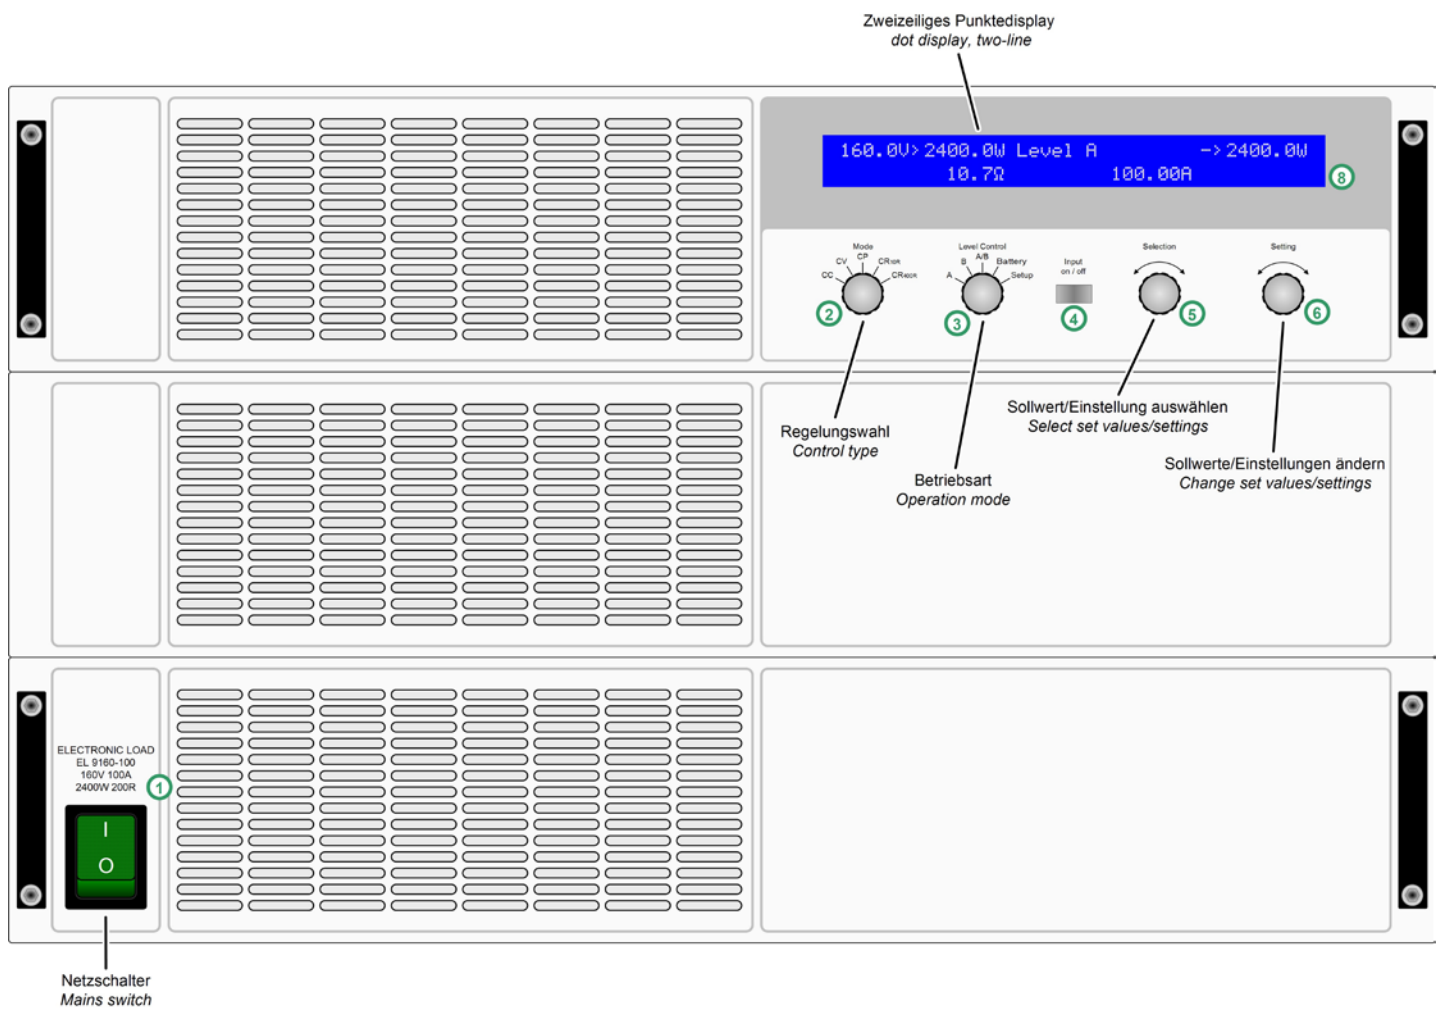 Zweizeiliges Punktedisplay
dot display, two-line
160.0V>2400.0W Level A ->2400.0W
10.7Ω 100.00A
8
Mode
CC CV CP CR10R CR400R
2
Level Control
A B A/B Battery Setup
3
Input
on / off
4
Selection
5
Setting
6
Regelungswahl
Control type
Betriebsart
Operation mode
Sollwert/Einstellung auswählen
Select set values/settings
Sollwerte/Einstellungen ändern
Change set values/settings
ELECTRONIC LOAD
EL 9160-100
160V 100A
2400W 200R
1
I
O
Netzschalter
Mains switch